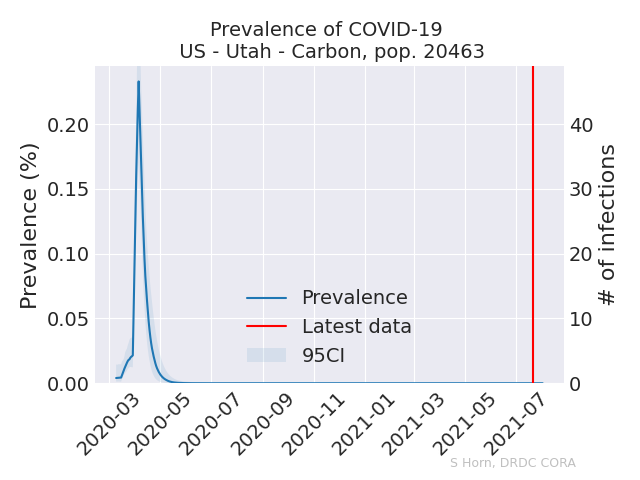 Prevalence of COVID-19
US - Utah - Carbon, pop. 20463
Prevalence (%)
0.20
0.15
0.10
0.05
0.00
40
30
20
10
0
# of infections
Prevalence
Latest data
95CI
2020-03
2020-05
2020-07
2020-09
2020-11
2021-01
2021-03
2021-05
2021-07
S Horn, DRDC CORA